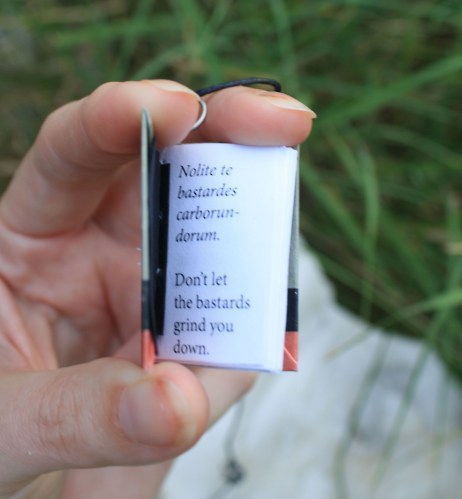 Nolite te
bastardes
carborun-
dorum.
Don't let
the bastards
grind you
down.